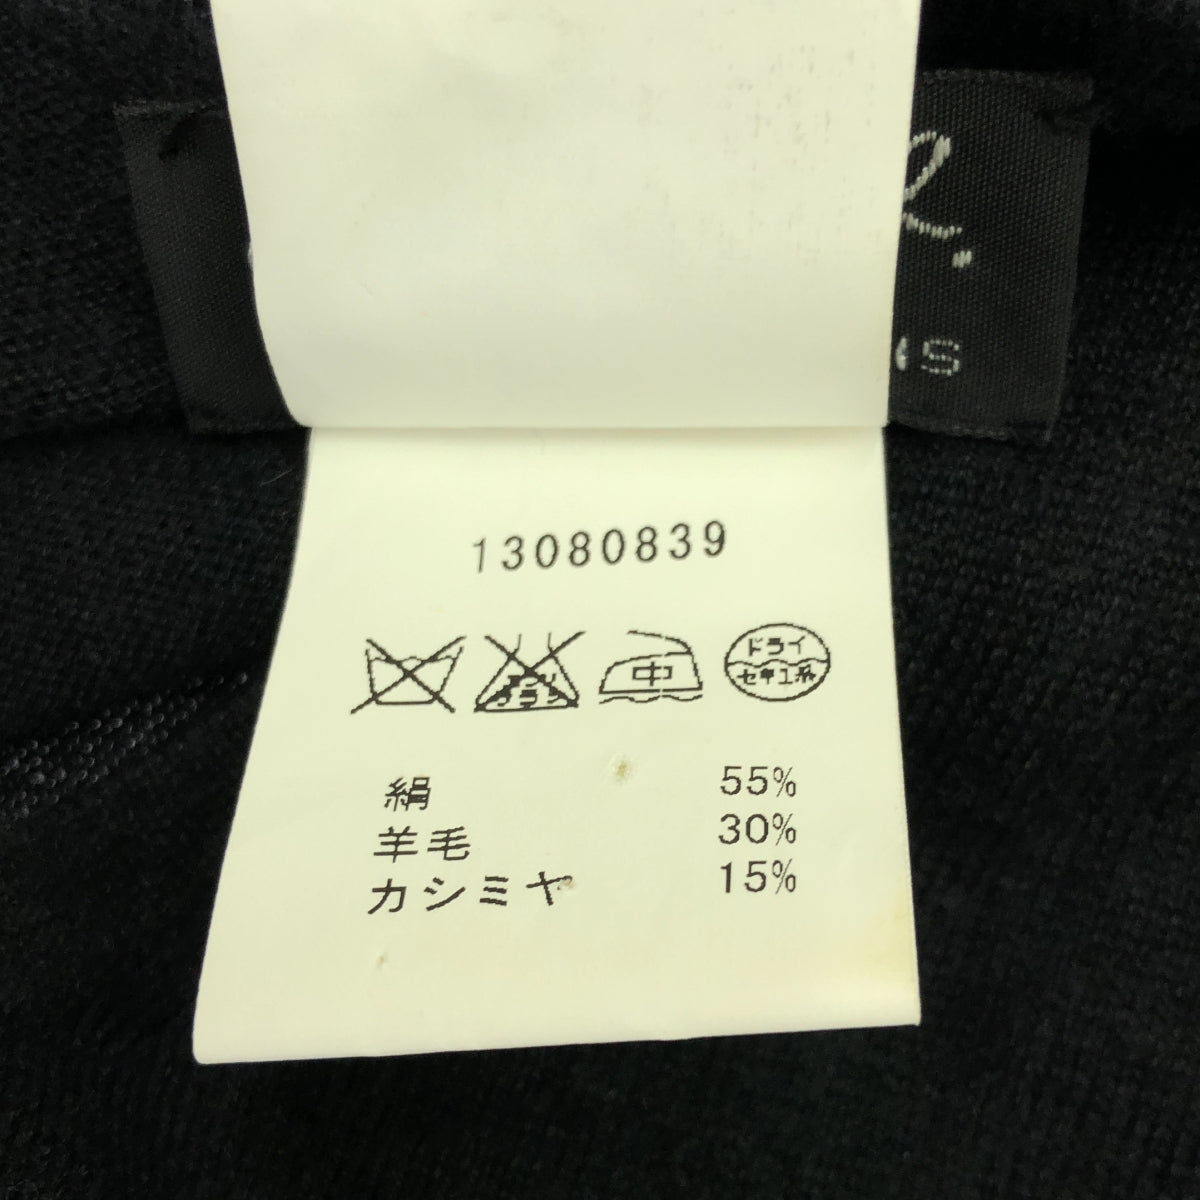 2.
s
13080839
中 ドライ
セキユ系
絹 55%
羊毛 30%
カシミヤ 15%